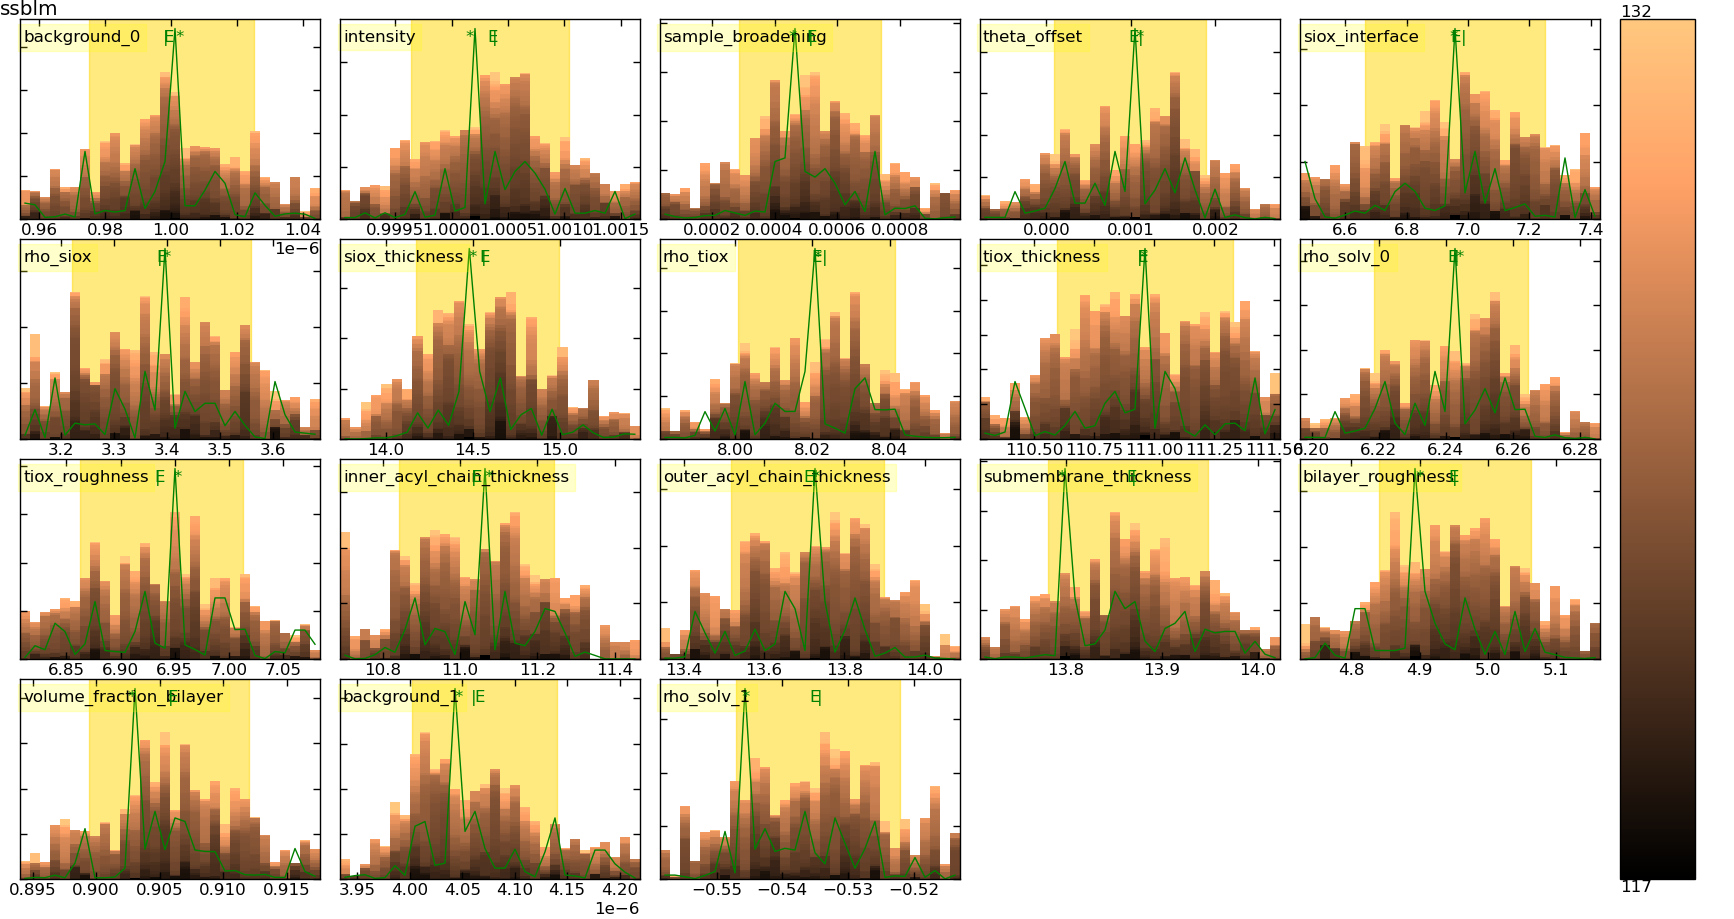 ssblm
132
background_0 |E *
intensity * E|
sample_broadening * E|
theta_offset E|*
siox_interface *E|
0.96 0.98 1.00 1.02 1.04
1e−6
0.9995 1.0000 1.0005 1.0010 1.0015
0.0002 0.0004 0.0006 0.0008
0.000 0.001 0.002
6.6 6.8 7.0 7.2 7.4
rho_siox |E*
siox_thickness * E|
rho_tiox *E|
tiox_thickness |E*
rho_solv_0 E|*
3.2 3.3 3.4 3.5 3.6
14.0 14.5 15.0
8.00 8.02 8.04
110.50 110.75 111.00 111.25 111.50
6.20 6.22 6.24 6.26 6.28
tiox_roughness |E *
inner_acyl_chain_thickness E| *
outer_acyl_chain_thickness E|*
submembrane_thickness * E|
bilayer_roughness * E|
6.85 6.90 6.95 7.00 7.05
10.8 11.0 11.2 11.4
13.4 13.6 13.8 14.0
13.8 13.9 14.0
4.8 4.9 5.0 5.1
volume_fraction_bilayer * |E
background_1 * |E
rho_solv_1 * E|
0.895 0.900 0.905 0.910 0.915
3.95 4.00 4.05 4.10 4.15 4.20
1e−6
−0.55 −0.54 −0.53 −0.52
117